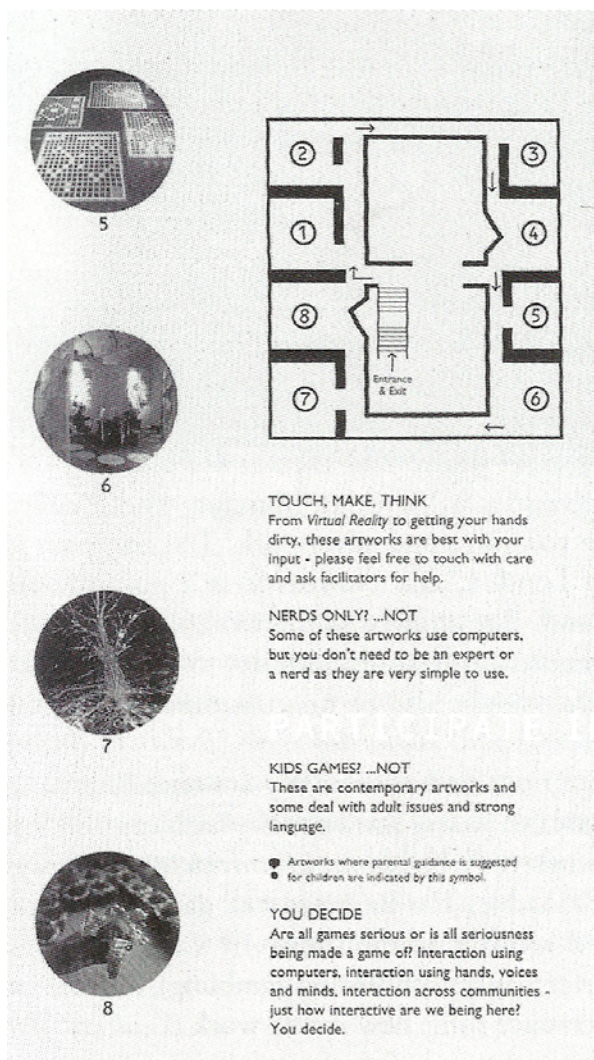 5
6
7
8
2
3
1
4
8
5
7
6
Entrance
& Exit
TOUCH, MAKE, THINK
From Virtual Reality to getting your hands
dirty, these artworks are best with your
input - please feel free to touch with care
and ask facilitators for help.
NERDS ONLY? ...NOT
Some of these artworks use computers,
but you don't need to be an expert or
a nerd as they are very simple to use.
PARTICIPATE
KIDS GAMES? ...NOT
These are contemporary artworks and
some deal with adult issues and strong
language.
Artworks where parental guidance is suggested
for children are indicated by this symbol.
YOU DECIDE
Are all games serious or is all seriousness
being made a game of? Interaction using
computers, interaction using hands, voices
and minds, interaction across communities -
just how interactive are we being here?
You decide.